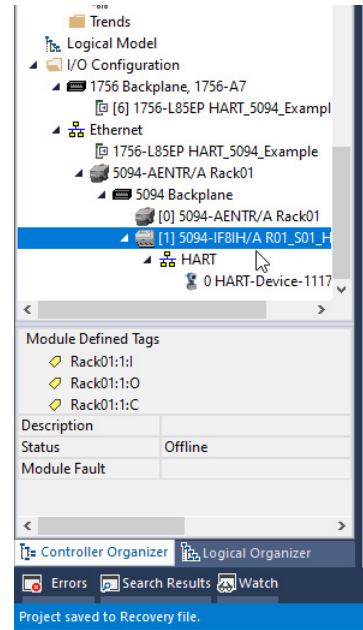 Trends
Logical Model
I/O Configuration
1756 Backplane, 1756-A7
[6] 1756-L85EP HART_5094_Exampl
Ethernet
1756-L85EP HART_5094_Example
5094-AENTR/A Rack01
5094 Backplane
[0] 5094-AENTR/A Rack01
[1] 5094-IF8IH/A R01_S01_H
HART
0 HART-Device-1117
Module Defined Tags
Rack01:1:I
Rack01:1:O
Rack01:1:C
Description
Status Offline
Module Fault
Controller Organizer Logical Organizer
Errors Search Results Watch
Project saved to Recovery file.